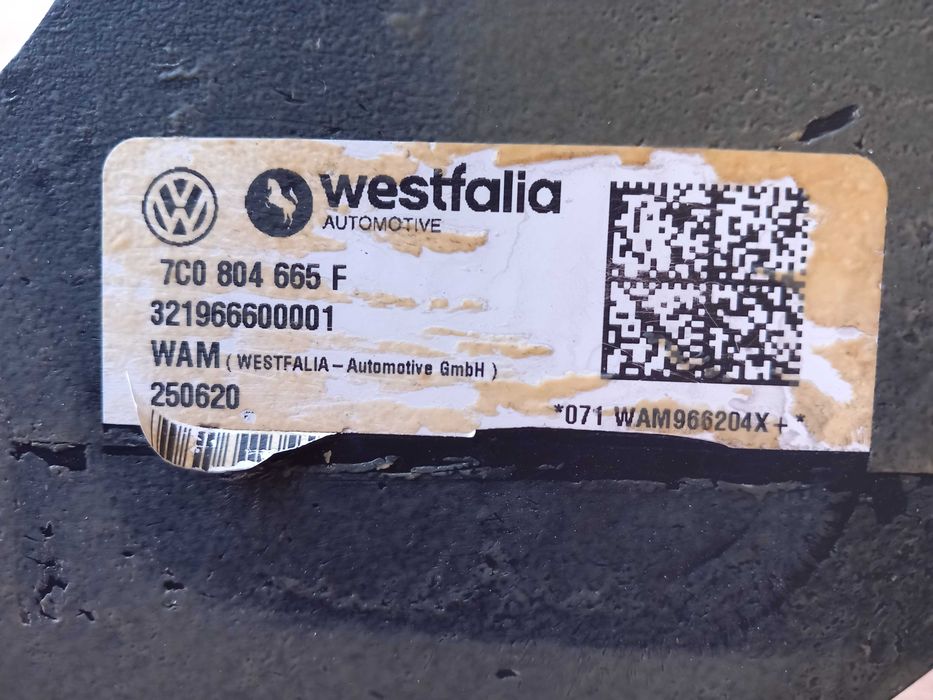 westfalia
AUTOMOTIVE
7C0 804 665 F
321966600001
WAM ( WESTFALIA – Automotive GmbH )
250620
*071 WAM966204X + *